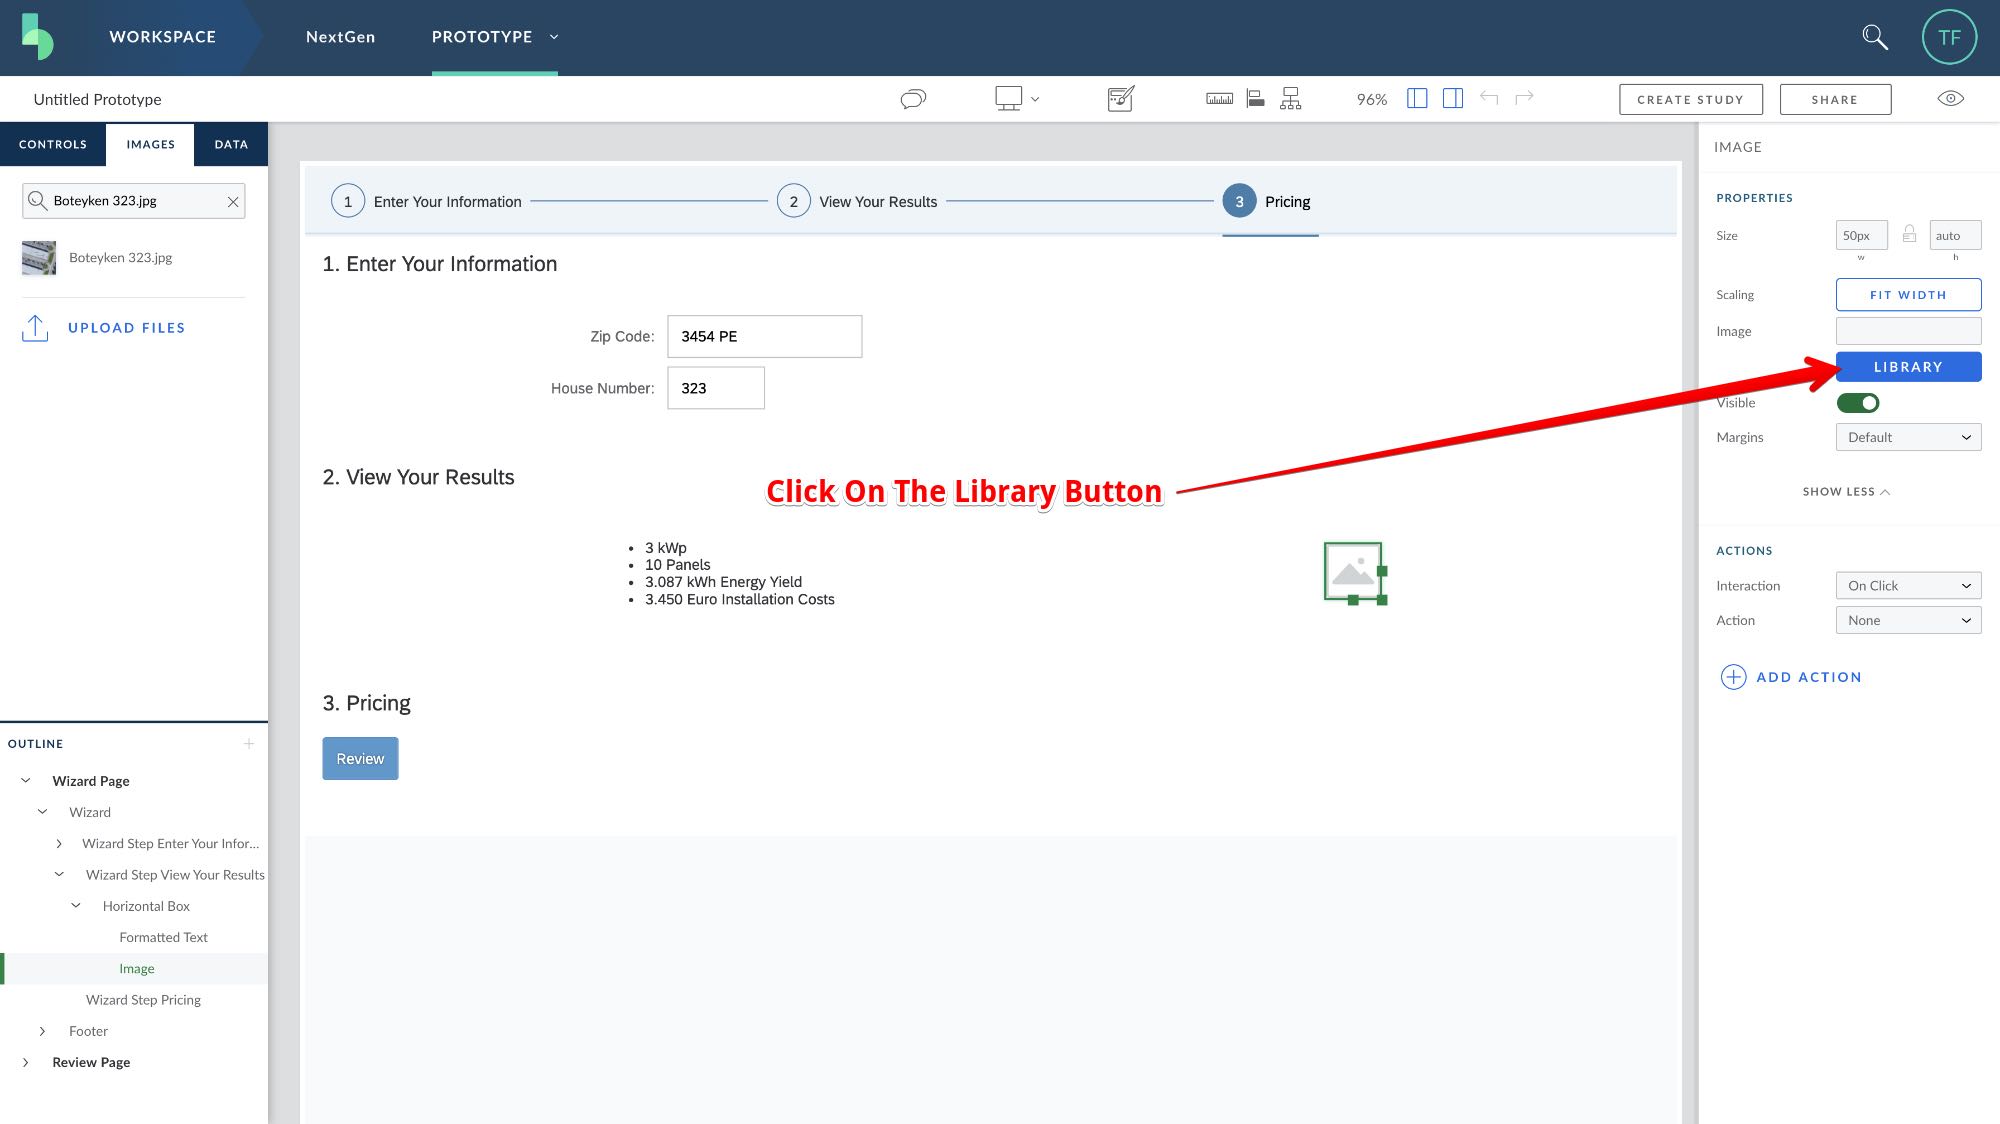 WORKSPACE
NextGen
PROTOTYPE
TF
Untitled Prototype
96%
CREATE STUDY
SHARE
CONTROLS
IMAGES
DATA
Boteyken 323.jpg
Boteyken 323.jpg
UPLOAD FILES
OUTLINE
Wizard Page
Wizard
Wizard Step Enter Your Infor...
Wizard Step View Your Results
Horizontal Box
Formatted Text
Image
Wizard Step Pricing
Footer
Review Page
1 Enter Your Information
2 View Your Results
3 Pricing
1. Enter Your Information
Zip Code: 3454 PE
House Number: 323
2. View Your Results
Click On The Library Button
• 3 kWp
• 10 Panels
• 3.087 kWh Energy Yield
• 3.450 Euro Installation Costs
3. Pricing
Review
IMAGE
PROPERTIES
Size 50px auto
w h
Scaling FIT WIDTH
Image
LIBRARY
Visible
Margins Default
SHOW LESS
ACTIONS
Interaction On Click
Action None
ADD ACTION